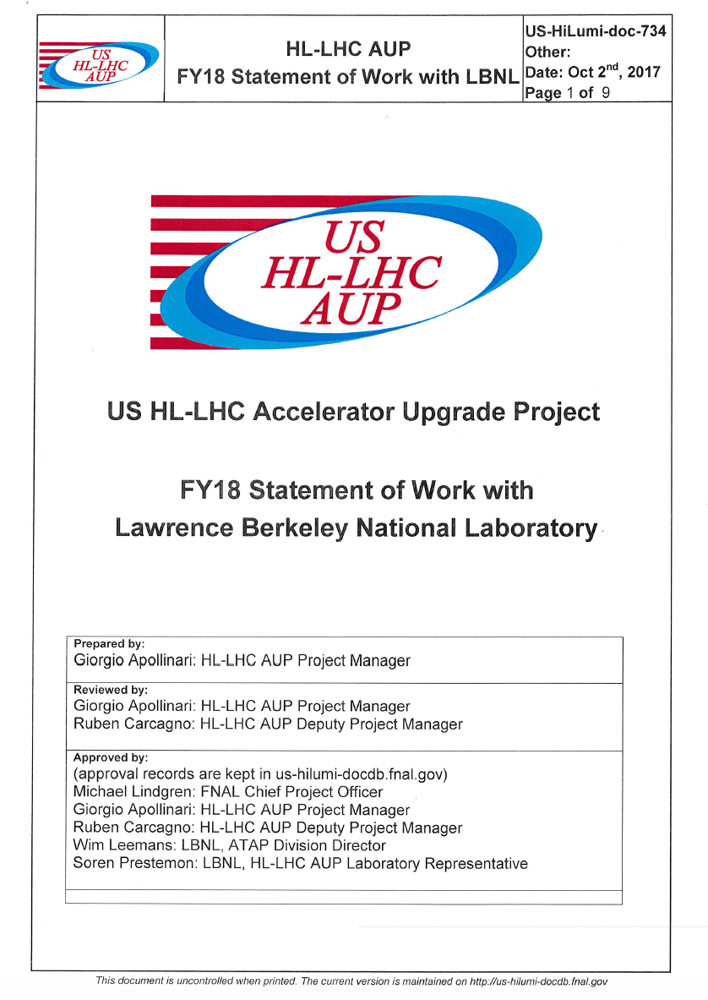 US
HL-LHC
AUP
HL-LHC AUP
FY18 Statement of Work with LBNL
US-HiLumi-doc-734
Other:
Date: Oct 2nd, 2017
Page 1 of 9
US
HL-LHC
AUP
US HL-LHC Accelerator Upgrade Project
FY18 Statement of Work with
Lawrence Berkeley National Laboratory
Prepared by:
Giorgio Apollinari: HL-LHC AUP Project Manager
Reviewed by:
Giorgio Apollinari: HL-LHC AUP Project Manager
Ruben Carcagno: HL-LHC AUP Deputy Project Manager
Approved by:
(approval records are kept in us-hilumi-docdb.fnal.gov)
Michael Lindgren: FNAL Chief Project Officer
Giorgio Apollinari: HL-LHC AUP Project Manager
Ruben Carcagno: HL-LHC AUP Deputy Project Manager
Wim Leemans: LBNL, ATAP Division Director
Soren Prestemon: LBNL, HL-LHC AUP Laboratory Representative
This document is uncontrolled when printed. The current version is maintained on http://us-hilumi-docdb.fnal.gov